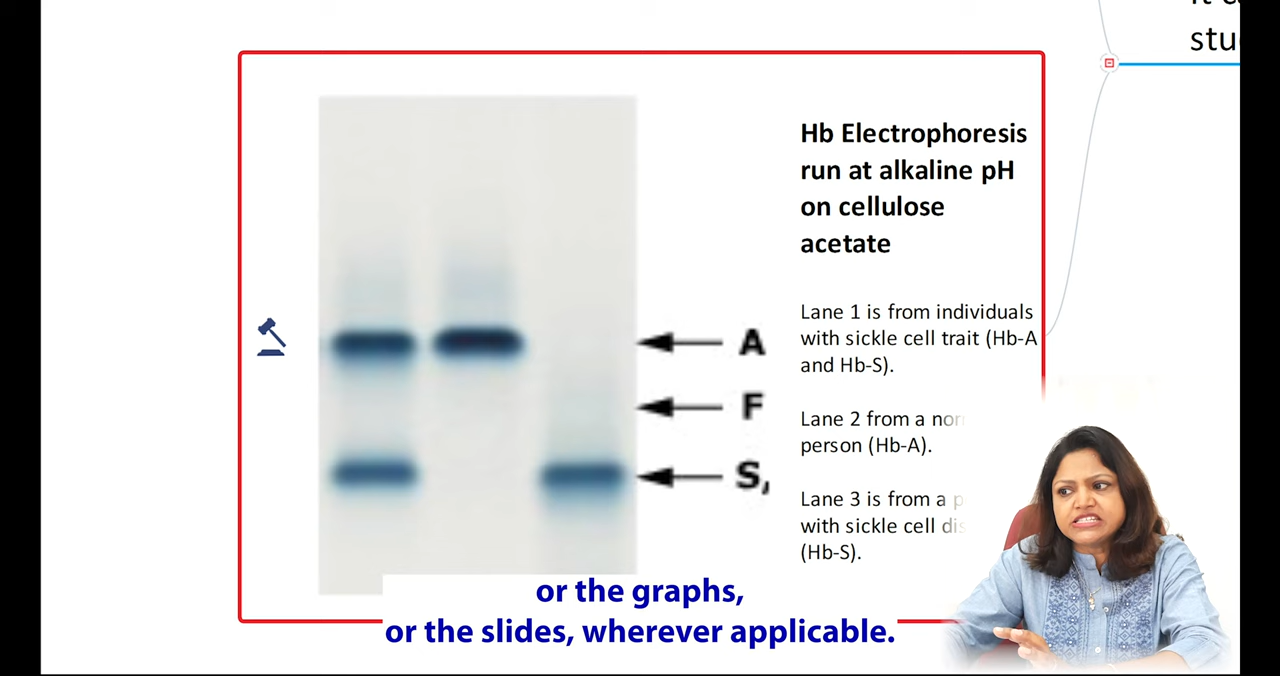 stu
Hb Electrophoresis
run at alkaline pH
on cellulose
acetate
Lane 1 is from individuals
with sickle cell trait (Hb-A
and Hb-S).
A
F
S,
Lane 2 from a nor
person (Hb-A).
Lane 3 is from a p
with sickle cell dis
(Hb-S).
or the graphs,
or the slides, wherever applicable.